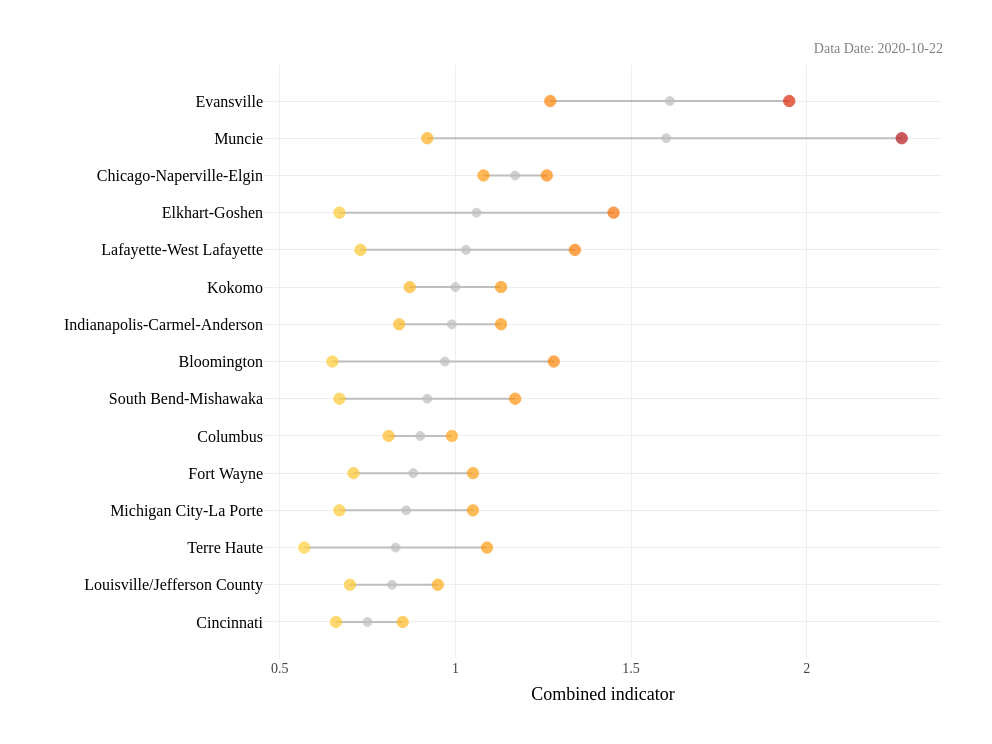 Data Date: 2020-10-22
Evansville
Muncie
Chicago-Naperville-Elgin
Elkhart-Goshen
Lafayette-West Lafayette
Kokomo
Indianapolis-Carmel-Anderson
Bloomington
South Bend-Mishawaka
Columbus
Fort Wayne
Michigan City-La Porte
Terre Haute
Louisville/Jefferson County
Cincinnati
0.5 1 1.5 2
Combined indicator